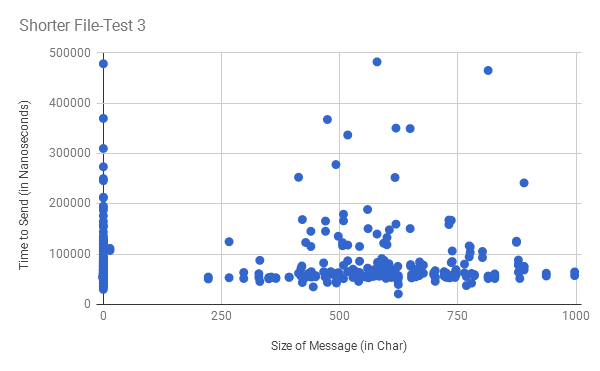 Shorter File-Test 3
Time to Send (in Nanoseconds)
500000
400000
300000
200000
100000
0
0 250 500 750 1000
Size of Message (in Char)